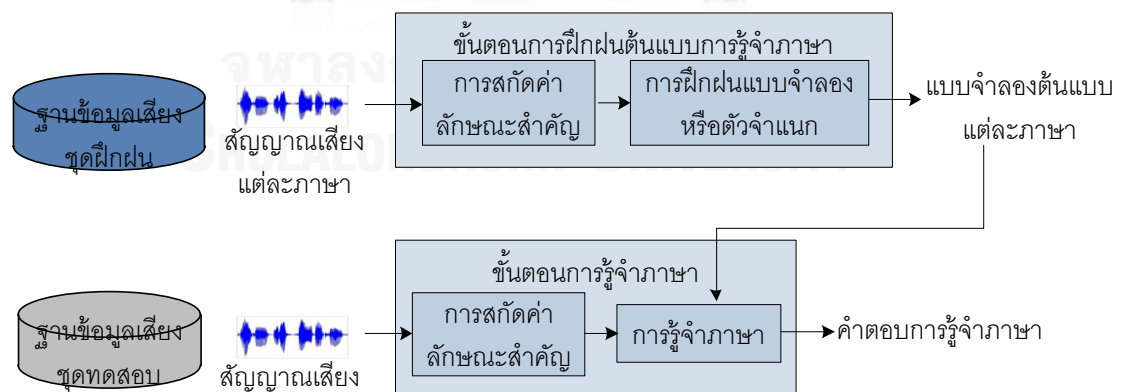 ขั้นตอนการฝึกฝนต้นแบบการรู้จำภาษา
ฐานข้อมูลเสียง
ชุดฝึกฝน
สัญญาณเสียง
แต่ละภาษา
การสกัดค่า
ลักษณะสำคัญ
การฝึกฝนแบบจำลอง
หรือตัวจำแนก
แบบจำลองต้นแบบ
แต่ละภาษา
ขั้นตอนการรู้จำภาษา
ฐานข้อมูลเสียง
ชุดทดสอบ
สัญญาณเสียง
การสกัดค่า
ลักษณะสำคัญ
การรู้จำภาษา
คำตอบการรู้จำภาษา